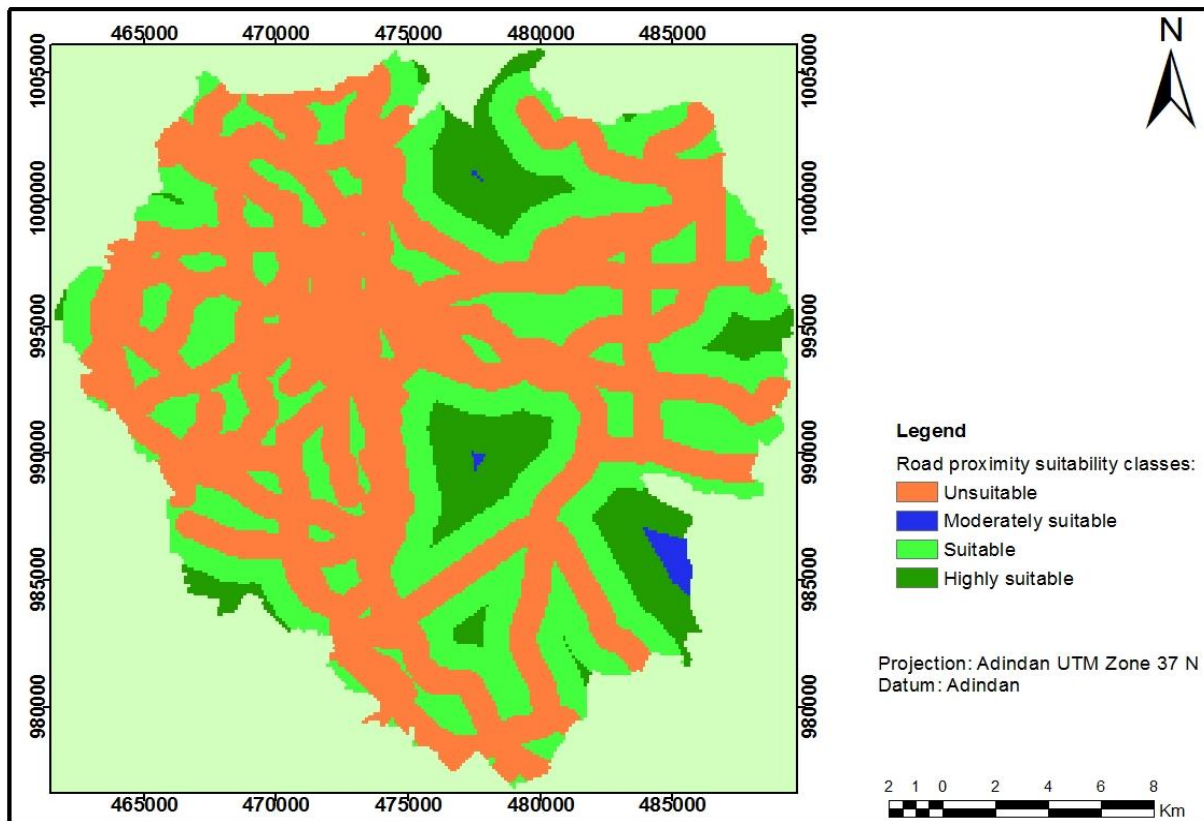 465000 470000 475000 480000 485000
N
1005000 1005000
1000000 1000000
995000 995000
990000 990000
985000 985000
980000 980000
465000 470000 475000 480000 485000
Legend
Road proximity suitability classes:
Unsuitable
Moderately suitable
Suitable
Highly suitable
Projection: Adindan UTM Zone 37 N
Datum: Adindan
2 1 0 2 4 6 8
Km